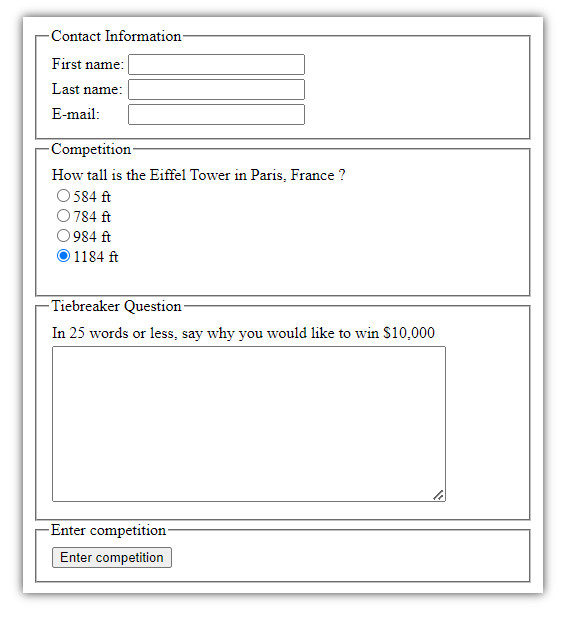 Contact Information
First name:
Last name:
E-mail:
Competition
How tall is the Eiffel Tower in Paris, France ?
584 ft
784 ft
984 ft
1184 ft
Tiebreaker Question
In 25 words or less, say why you would like to win $10,000
Enter competition
Enter competition